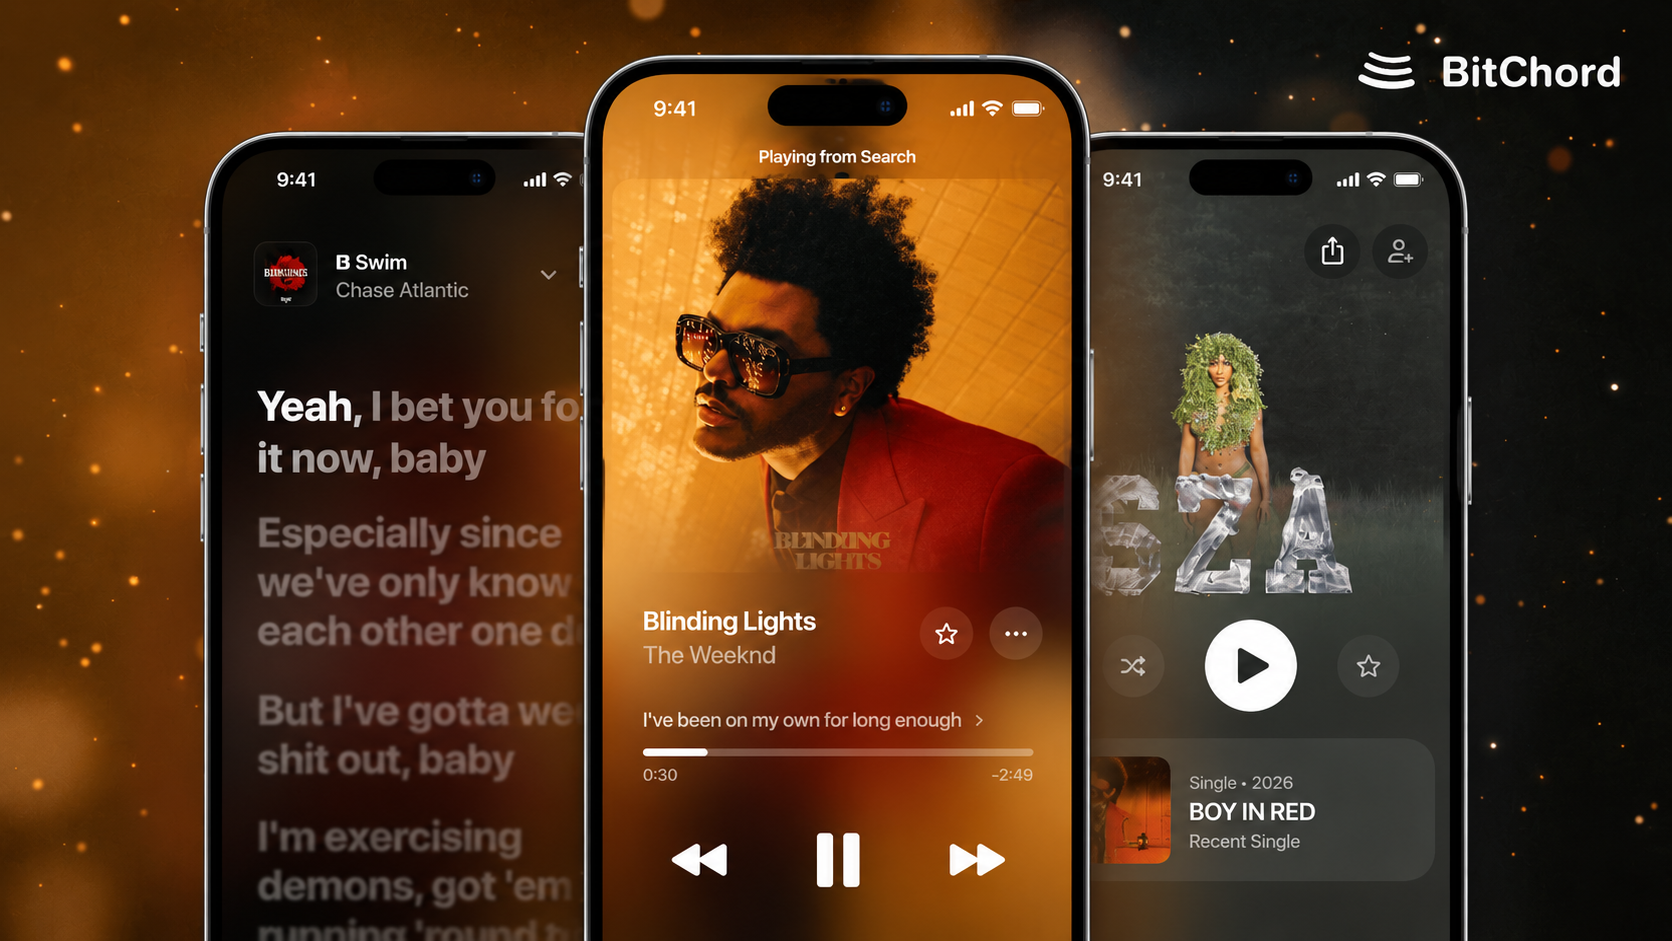 BitChord
9:41
B Swim
Chase Atlantic
Yeah, I bet you fo
it now, baby
Especially since
we've only know
each other one d
But I've gotta we
shit out, baby
I'm exercising
demons, got 'em
running 'round
9:41
Playing from Search
BLINDING
LIGHTS
Blinding Lights
The Weeknd
I've been on my own for long enough
0:30
-2:49
9:41
SZA
Single • 2026
BOY IN RED
Recent Single